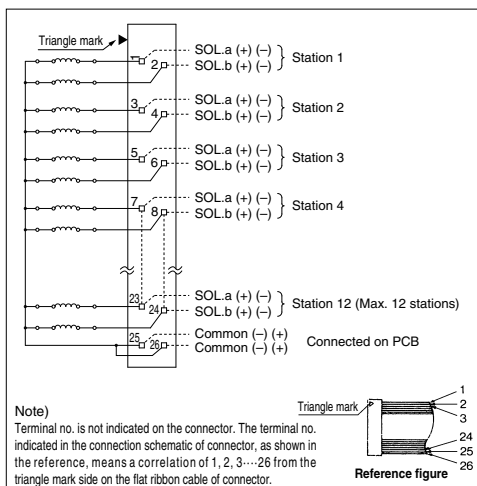 Triangle mark
1 SOL.a (+) (–)
2 SOL.b (+) (–)
Station 1
3 SOL.a (+) (–)
4 SOL.b (+) (–)
Station 2
5 SOL.a (+) (–)
6 SOL.b (+) (–)
Station 3
7 SOL.a (+) (–)
8 SOL.b (+) (–)
Station 4
23 SOL.a (+) (–)
24 SOL.b (+) (–)
Station 12 (Max. 12 stations)
25 Common (–) (+)
26 Common (–) (+)
Connected on PCB
Note)
Terminal no. is not indicated on the connector. The terminal no.
indicated in the connection schematic of connector, as shown in
the reference, means a correlation of 1, 2, 3····26 from the
triangle mark side on the flat ribbon cable of connector.
Triangle mark
1
2
3
24
25
26
Reference figure